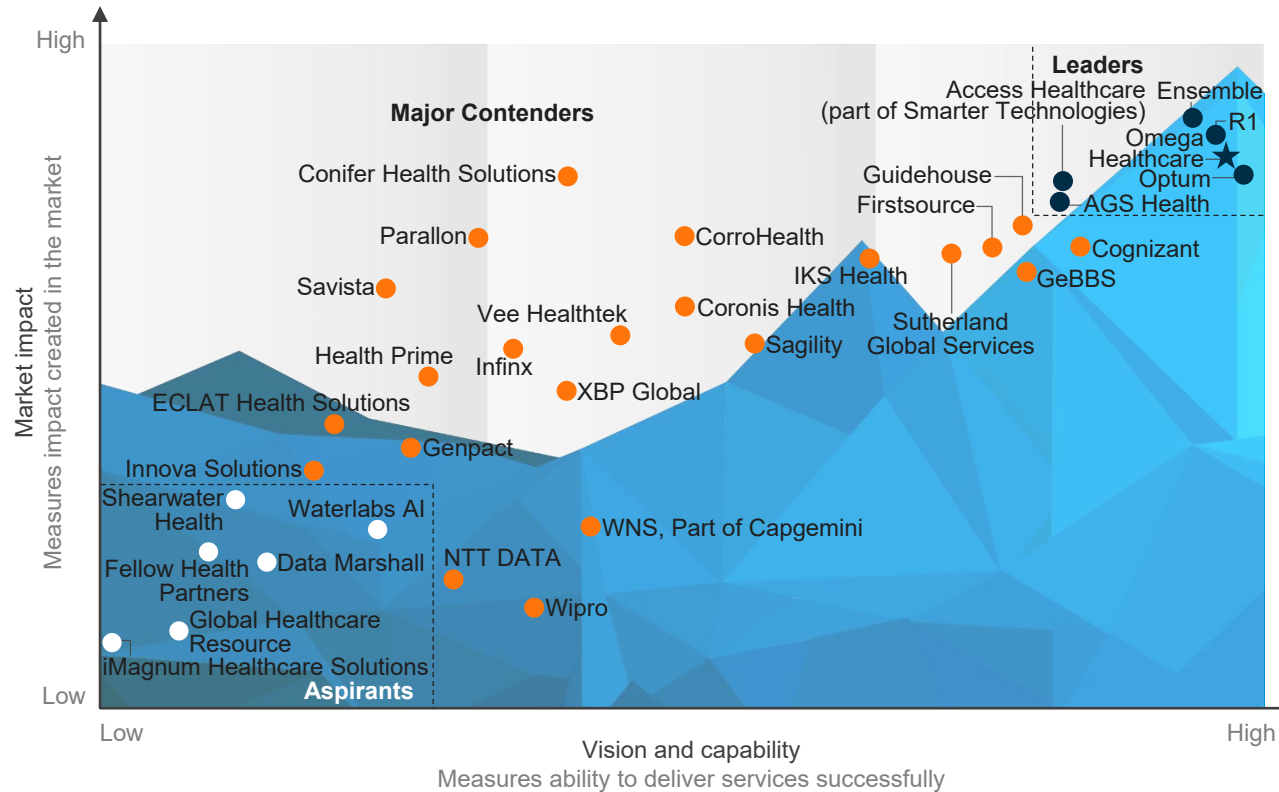 High
Leaders
Access Healthcare
(part of Smarter Technologies)
Ensemble
Major Contenders
R1
Omega
Healthcare
Conifer Health Solutions
Guidehouse
Optum
Firstsource
AGS Health
Parallon
CorroHealth
Cognizant
IKS Health
GeBBS
Savista
Coronis Health
Vee Healthtek
Sutherland
Global Services
Sagility
Health Prime
Infinx
XBP Global
ECLAT Health Solutions
Genpact
Innova Solutions
Shearwater
Health
Waterlabs AI
WNS, Part of Capgemini
Fellow Health
Partners
Data Marshall
NTT DATA
Wipro
Global Healthcare
Resource
iMagnum Healthcare Solutions
Aspirants
Market impact
Measures impact created in the market
Low
Low
High
Vision and capability
Measures ability to deliver services successfully